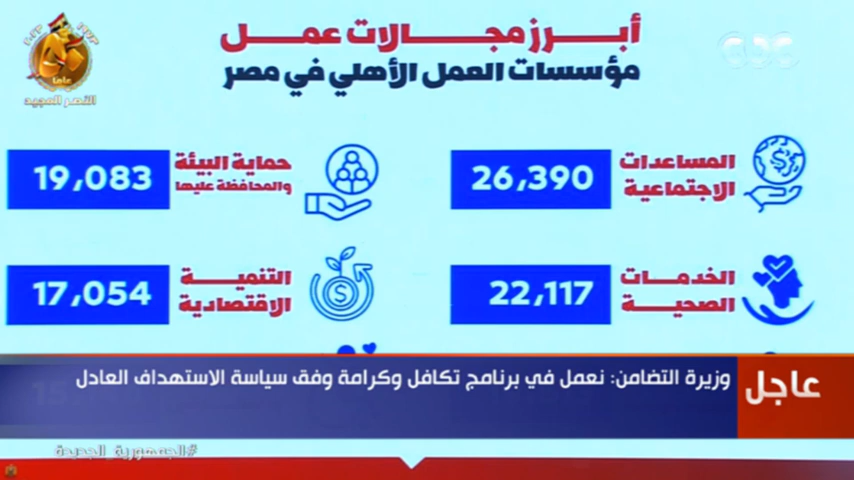 أبرز مجالات عمل
مؤسسات العمل الأهلي في مصر
CBC
عاما
النصر المجيد
المساعدات
الاجتماعية
26,390
حماية البيئة
والمحافظة عليها
19,083
الخدمات
الصحية
22,117
التنمية
الاقتصادية
17,054
عاجل
وزيرة التضامن: نعمل في برنامج تكافل وكرامة وفق سياسة الاستهداف العادل
#الجمهورية_الجديدة